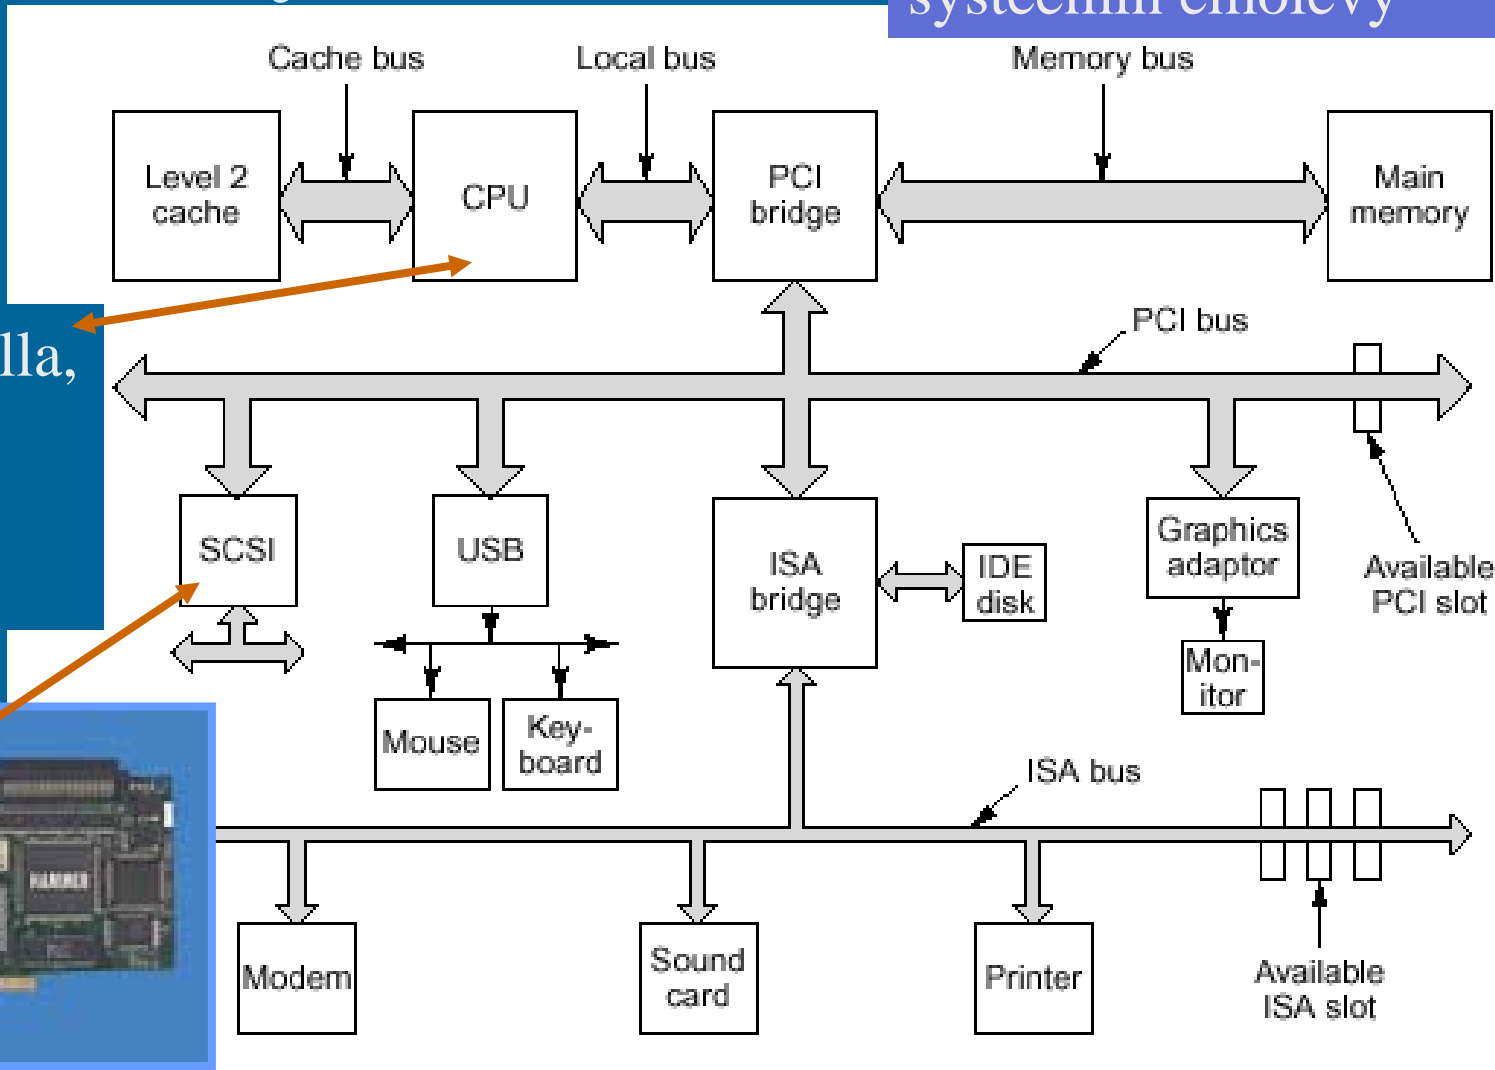 Cache bus
Local bus
Memory bus
Level 2
cache
CPU
PCI
bridge
Main
memory
PCI bus
lla,
SCSI
USB
ISA
bridge
IDE
disk
Graphics
adaptor
Available
PCI slot
Mon-
itor
Mouse
Key-
board
ISA bus
HAMMER
Modem
Sound
card
Printer
Available
ISA slot